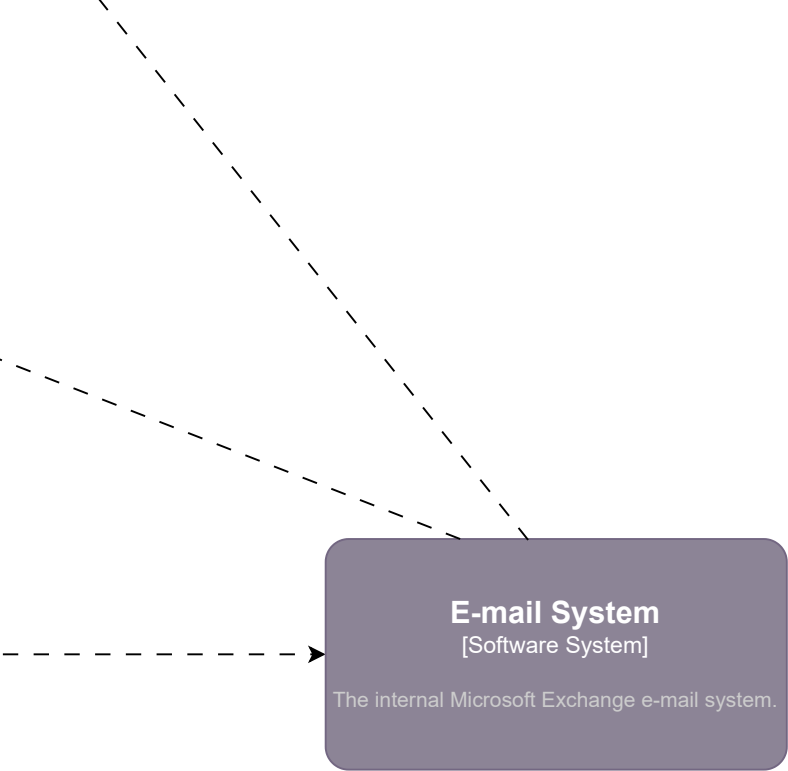 E-mail System
[Software System]
The internal Microsoft Exchange e-mail system.